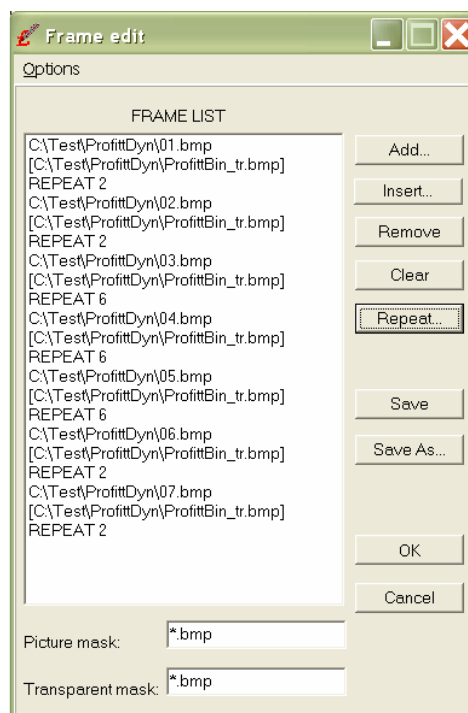 Frame edit
Options
FRAME LIST
C:\Test\ProfittDyn\01.bmp
[C:\Test\ProfittDyn\ProfittBin_tr.bmp]
REPEAT 2
C:\Test\ProfittDyn\02.bmp
[C:\Test\ProfittDyn\ProfittBin_tr.bmp]
REPEAT 2
C:\Test\ProfittDyn\03.bmp
[C:\Test\ProfittDyn\ProfittBin_tr.bmp]
REPEAT 6
C:\Test\ProfittDyn\04.bmp
[C:\Test\ProfittDyn\ProfittBin_tr.bmp]
REPEAT 6
C:\Test\ProfittDyn\05.bmp
[C:\Test\ProfittDyn\ProfittBin_tr.bmp]
REPEAT 6
C:\Test\ProfittDyn\06.bmp
[C:\Test\ProfittDyn\ProfittBin_tr.bmp]
REPEAT 2
C:\Test\ProfittDyn\07.bmp
[C:\Test\ProfittDyn\ProfittBin_tr.bmp]
REPEAT 2
Add...
Insert...
Remove
Clear
Repeat...
Save
Save As...
OK
Cancel
Picture mask: *.bmp
Transparent mask: *.bmp